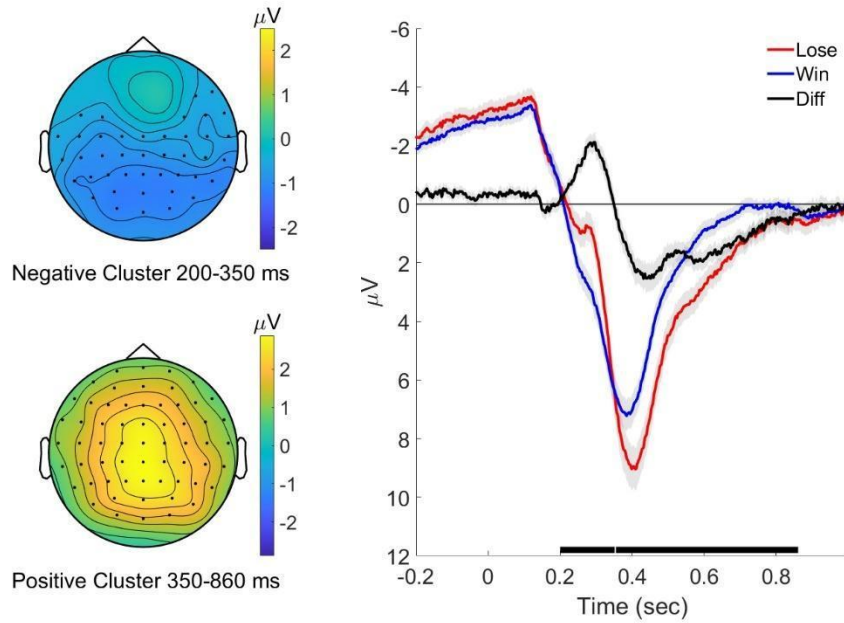 μV
2
1
0
-1
-2
Negative Cluster 200-350 ms
μV
2
1
0
-1
-2
Positive Cluster 350-860 ms
-6
-4
-2
0
2
4
6
8
10
12
μV
Lose
Win
Diff
-0.2 0 0.2 0.4 0.6 0.8
Time (sec)